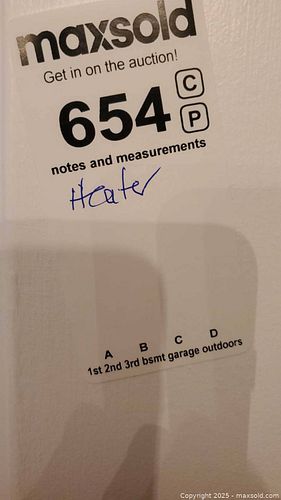 maxsold
Get in on the auction!
654 C
P
notes and measurements
Heater
A B C D
1st 2nd 3rd bsmt garage outdoors
Copyright 2025 - maxsold.com